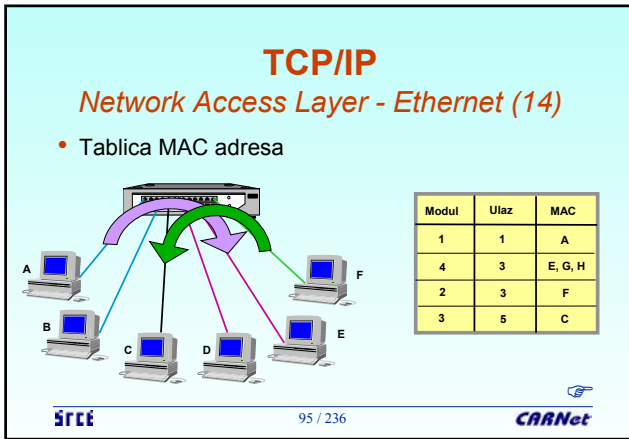 TCP/IP
Network Access Layer - Ethernet (14)
• Tablica MAC adresa
A
B
C
D
E
F
Modul Ulaz MAC
1 1 A
4 3 E, G, H
2 3 F
3 5 C
srce
95 / 236
CARNet